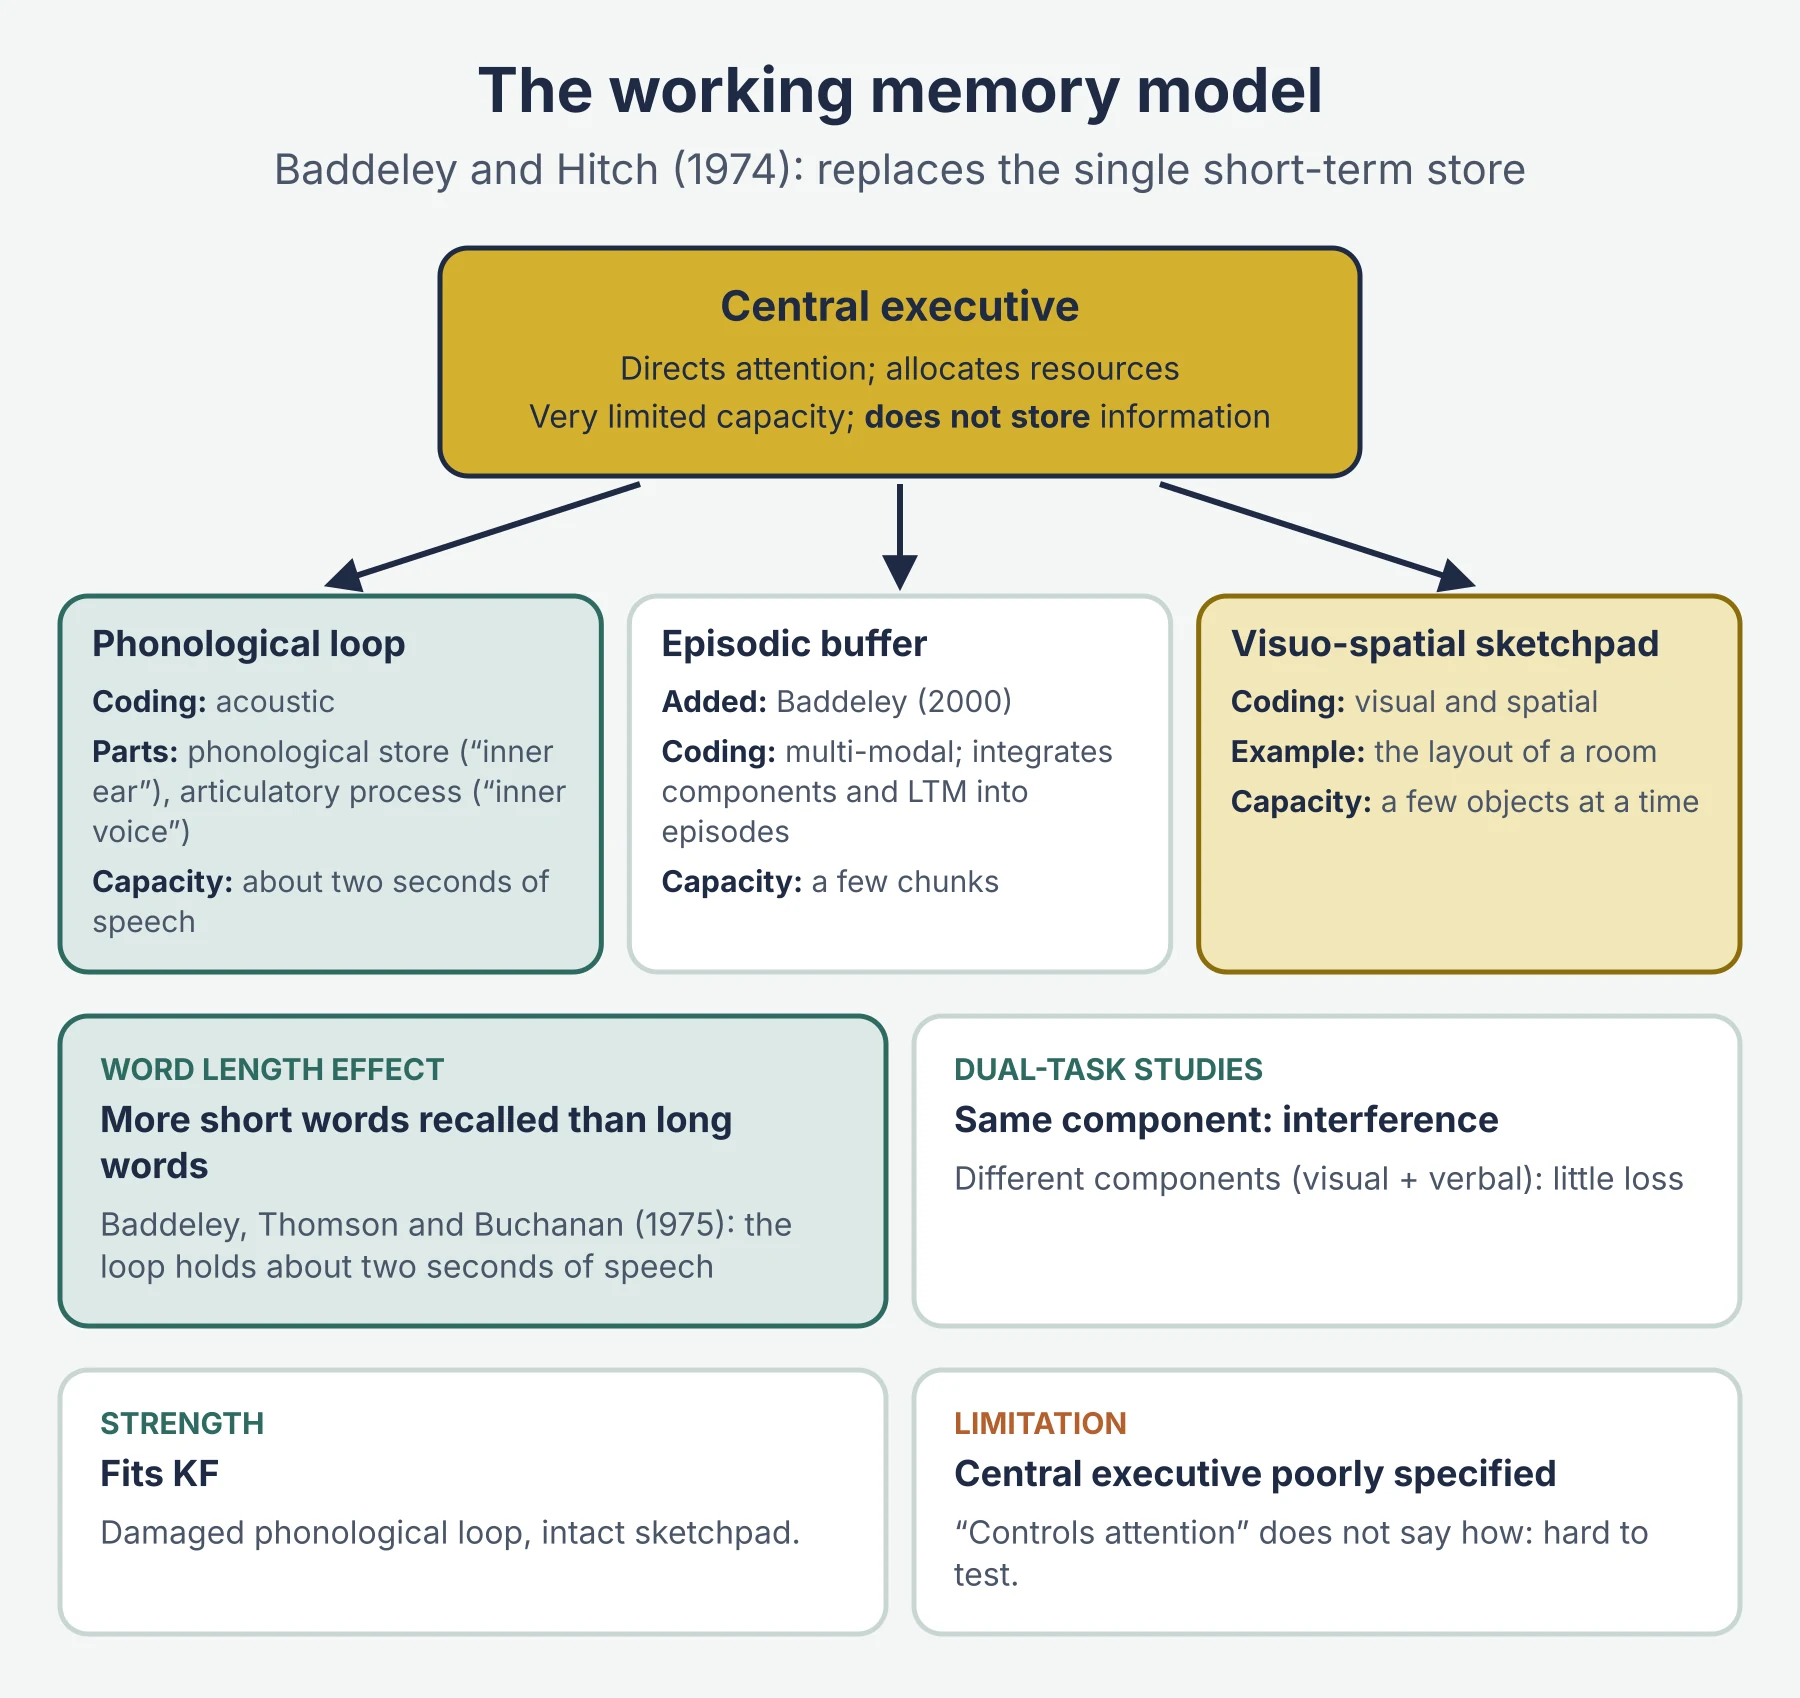 The working memory model
Baddeley and Hitch (1974): replaces the single short-term store
Central executive
Directs attention; allocates resources
Very limited capacity; does not store information
Phonological loop
Coding: acoustic
Parts: phonological store (“inner
ear”), articulatory process (“inner
voice”)
Capacity: about two seconds of
speech
Episodic buffer
Added: Baddeley (2000)
Coding: multi-modal; integrates
components and LTM into
episodes
Capacity: a few chunks
Visuo-spatial sketchpad
Coding: visual and spatial
Example: the layout of a room
Capacity: a few objects at a time
WORD LENGTH EFFECT
More short words recalled than long
words
Baddeley, Thomson and Buchanan (1975): the
loop holds about two seconds of speech
DUAL-TASK STUDIES
Same component: interference
Different components (visual + verbal): little loss
STRENGTH
Fits KF
Damaged phonological loop, intact sketchpad.
LIMITATION
Central executive poorly specified
“Controls attention” does not say how: hard to
test.